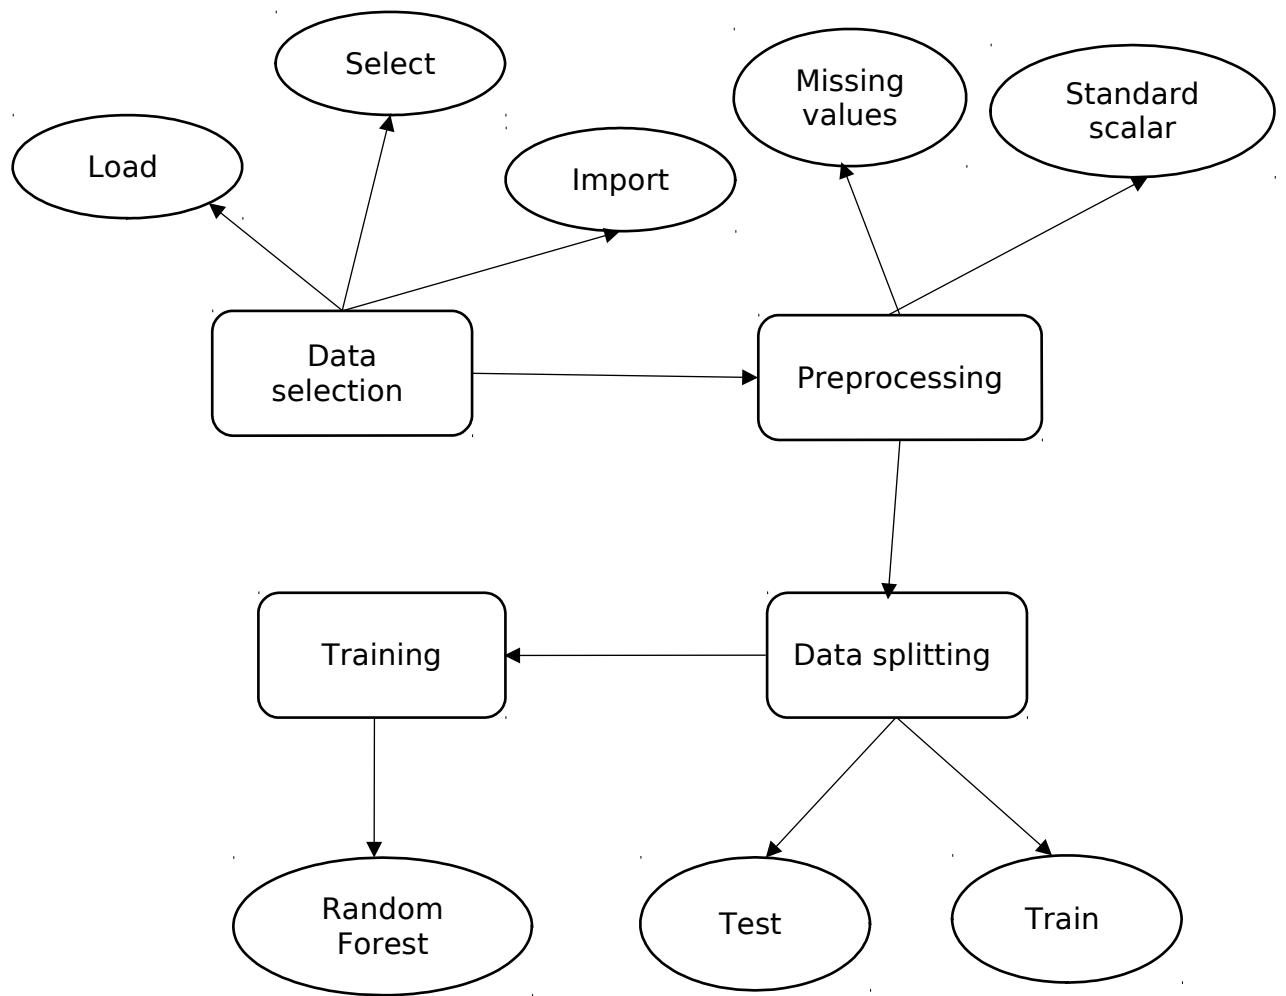 Select
Missing
values
Standard
scalar
Load
Import
Data
selection
Preprocessing
Training
Data splitting
Random
Forest
Test
Train